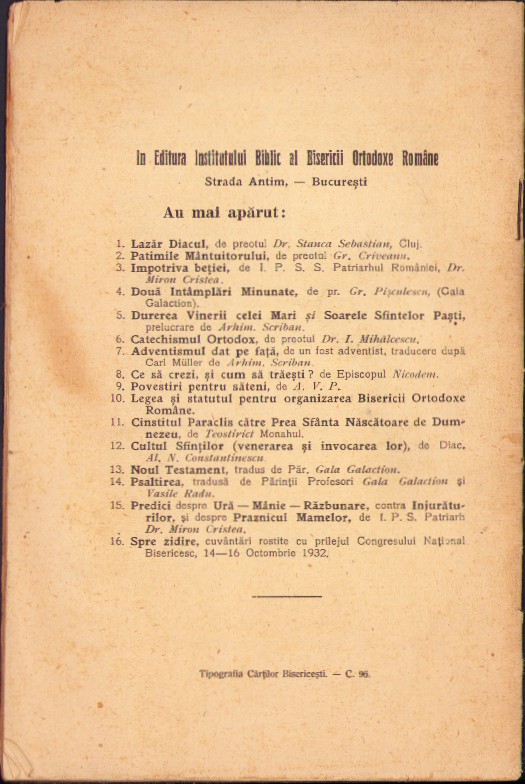 In Editura Institutului Biblic al Bisericii Ortodoxe Române
Strada Antim, — București
Au mai apărut:
1. Lazăr Diacul, de preotul Dr. Stanca Sebastian, Cluj.
2. Patimile Mântuitorului, de preotul Gr. Criveanu.
3. Impotriva beției, de I. P. S. S. Patriarhul României, Dr.
Miron Cristea.
4. Două Intâmplări Minunate, de pr. Gr. Pișculescu, (Gala
Galaction).
5. Durerea Vinerii celei Mari și Soarele Sfintelor Paști,
prelucrare de Arhim. Scriban.
6. Catechismul Ortodox, de preotul Dr. I. Mihălcescu.
7. Adventismul dat pe față, de un fost adventist, traducere după
Carl Müller de Arhim. Scriban.
8. Ce să crezi, și cum să trăești? de Episcopul Nicodem.
9. Povestiri pentru săteni, de A. V. P.
10. Legea și statutul pentru organizarea Bisericii Ortodoxe
Române.
11. Cinstitul Paraclis către Prea Sfânta Născătoare de Dum-
nezeu, de Teostirict Monahul.
12. Cultul Sfinților (venerarea și invocarea lor), de Diac.
Al. N. Constantinescu
13. Noul Testament, tradus de Păr. Gala Galaction.
14. Psaltirea, tradusă de Părinții Profesori Gala Galaction și
Vasile Radu.
15. Predici despre Ură — Mânie — Răzbunare, contra Injurătu-
rilor, și despre Praznicul Mamelor, de I. P. S. Patriarh
Dr. Miron Cristea.
16. Spre zidire, cuvântări rostite cu prilejul Congresului Național
Bisericesc, 14—16 Octombrie 1932.
Tipografia Cărților Bisericești. — C. 96.